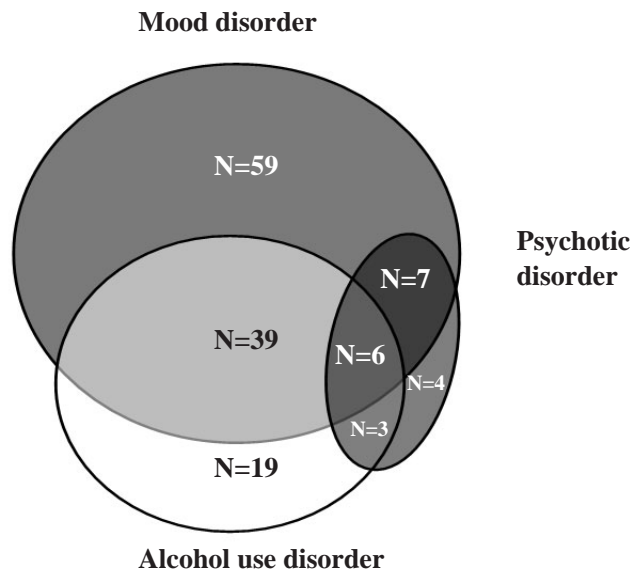 Mood disorder
N=59
Psychotic
disorder
N=7
N=39
N=6
N=4
N=3
N=19
Alcohol use disorder